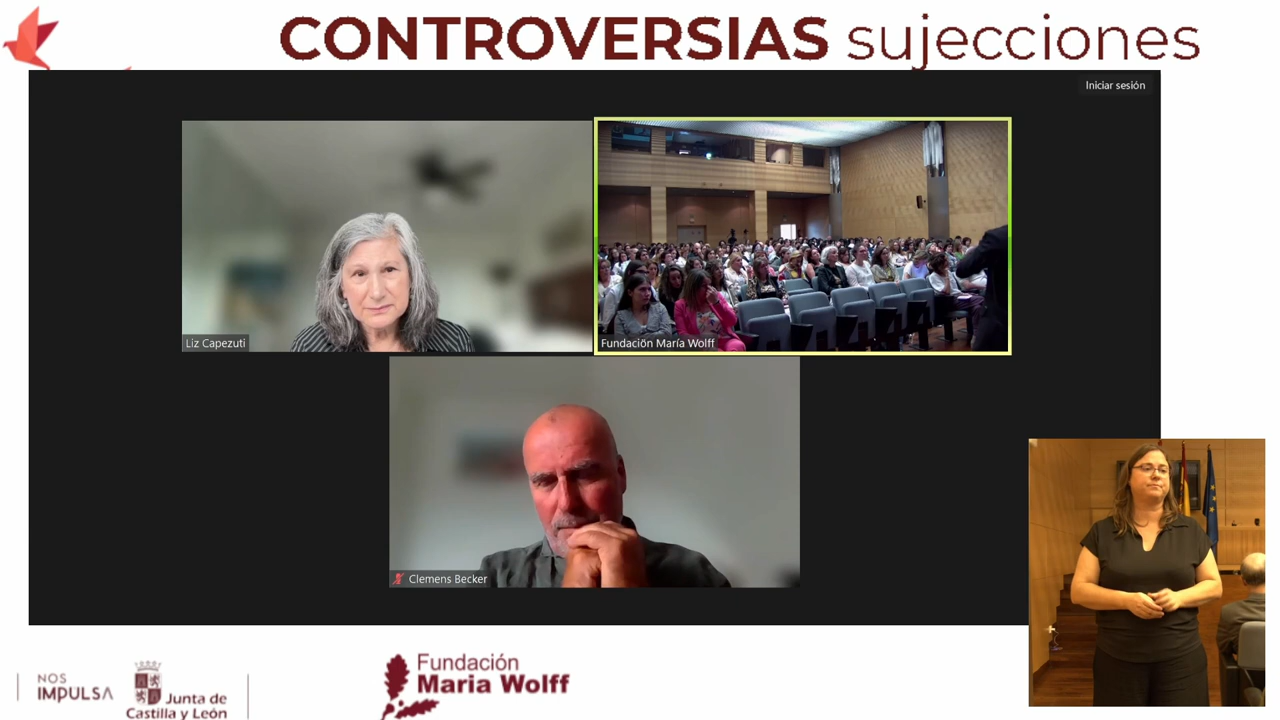 CONTROVERSIAS sujecciones
Iniciar sesión
Liz Capezuti
Fundación María Wolff
Clemens Becker
NOS
IMPULSA
Junta de
Castilla y León
Fundación
Maria Wolff